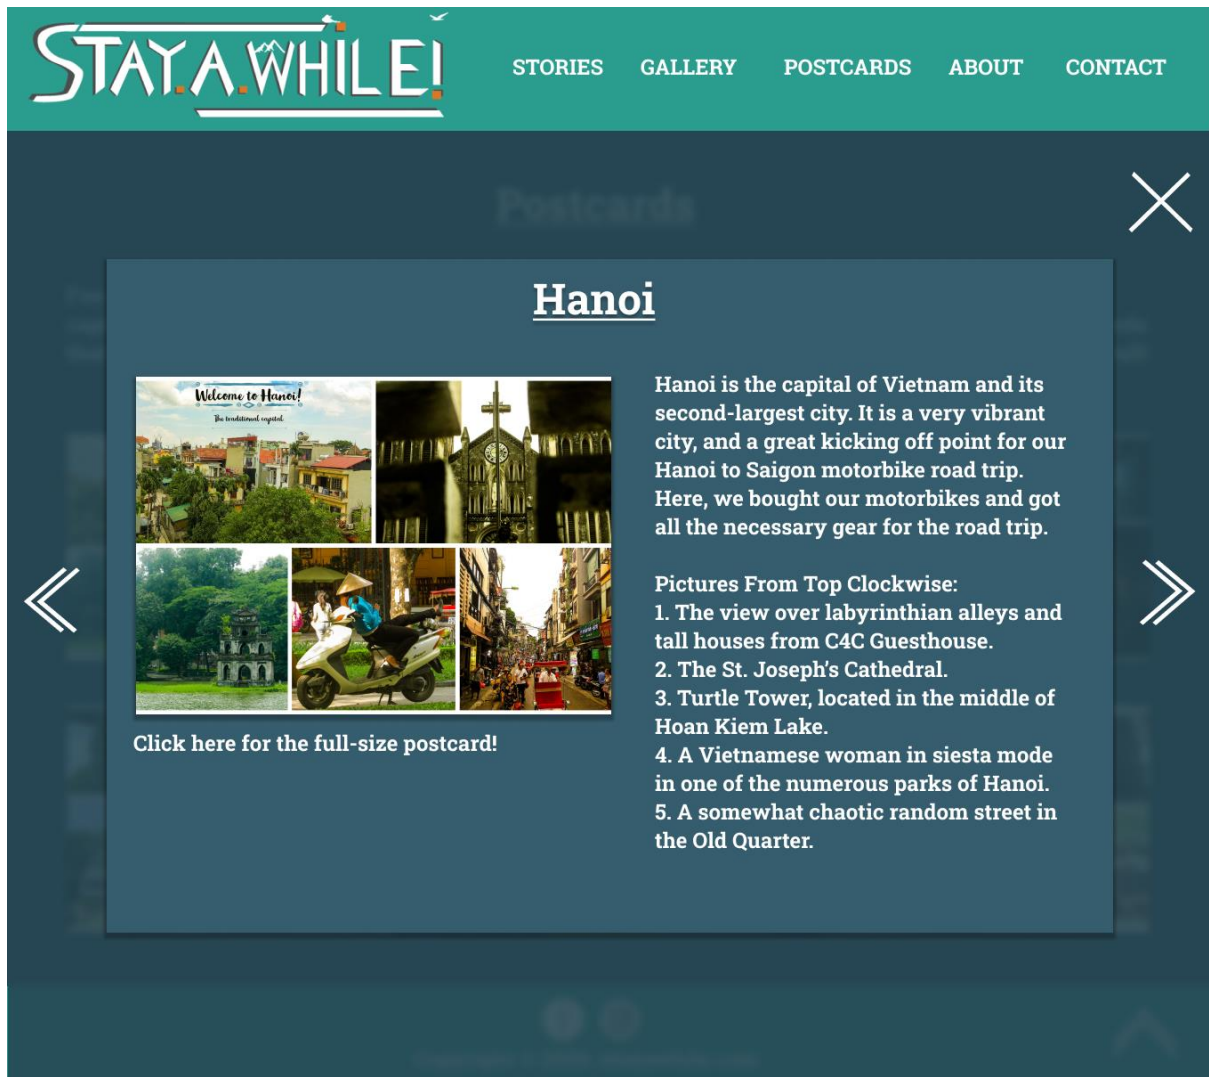 STAY.A.WHILE!
STORIES GALLERY POSTCARDS ABOUT CONTACT
Postcards
Hanoi
Welcome to Hanoi!
The traditional capital
Hanoi is the capital of Vietnam and its
second-largest city. It is a very vibrant
city, and a great kicking off point for our
Hanoi to Saigon motorbike road trip.
Here, we bought our motorbikes and got
all the necessary gear for the road trip.
Pictures From Top Clockwise:
1. The view over labyrinthian alleys and
tall houses from C4C Guesthouse.
2. The St. Joseph's Cathedral.
3. Turtle Tower, located in the middle of
Hoan Kiem Lake.
4. A Vietnamese woman in siesta mode
in one of the numerous parks of Hanoi.
5. A somewhat chaotic random street in
the Old Quarter.
Click here for the full-size postcard!